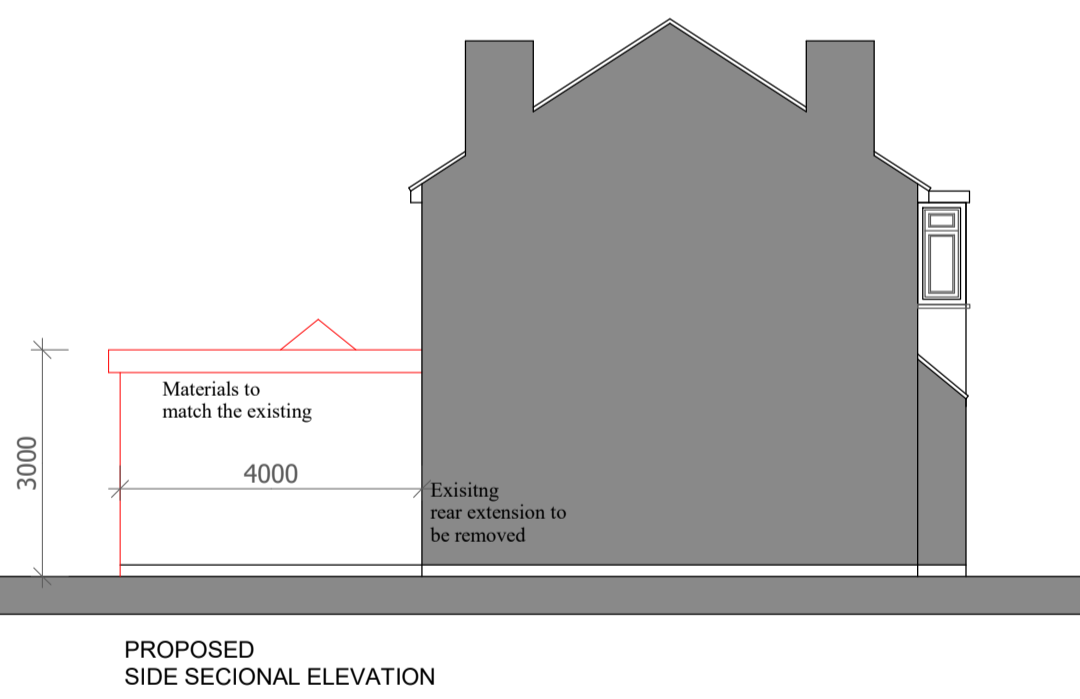 Materials to
match the existing
3000
4000
Exisitng
rear extension to
be removed
PROPOSED
SIDE SECIONAL ELEVATION